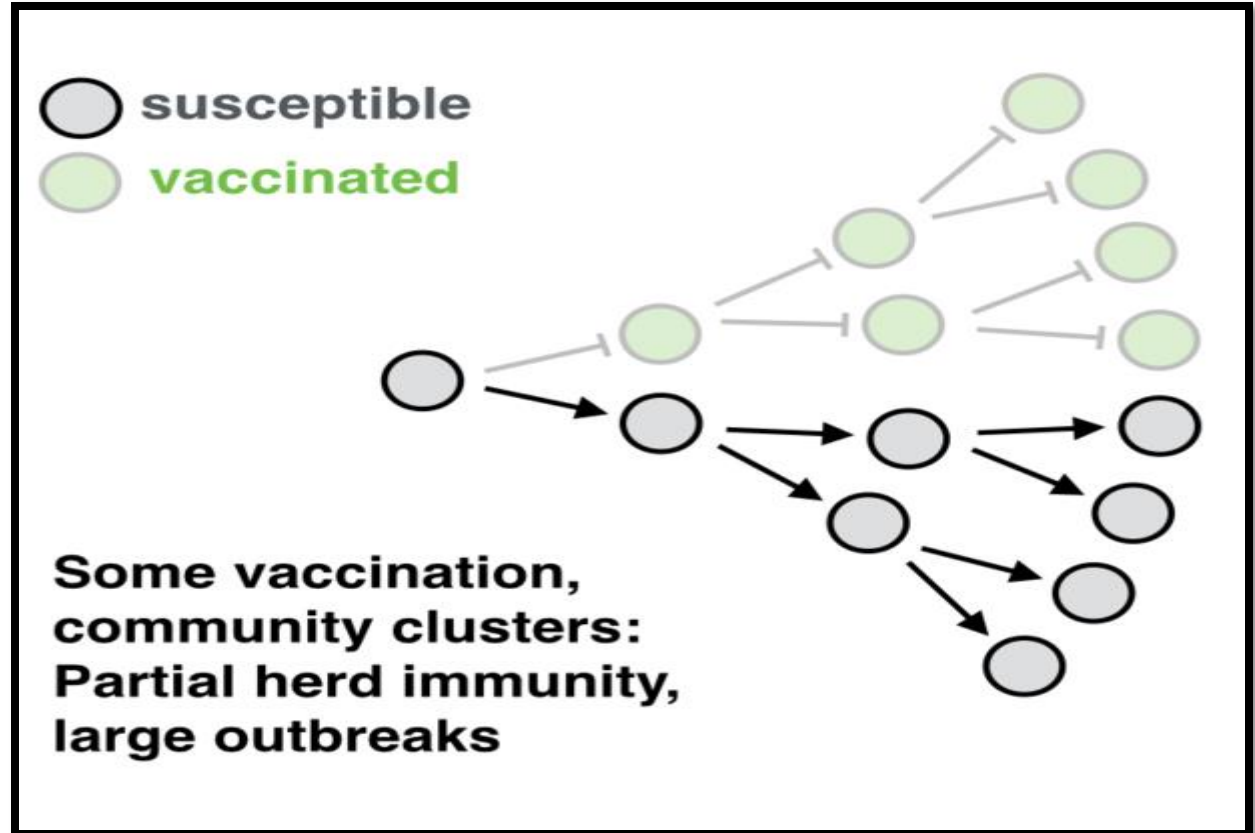 susceptible
vaccinated
Some vaccination,
community clusters:
Partial herd immunity,
large outbreaks